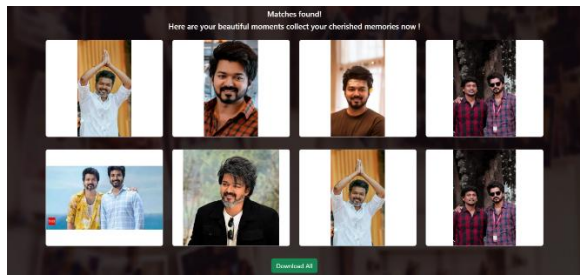 Matches found!
Here are your beautiful moments collect your cherished memories now !
Download All